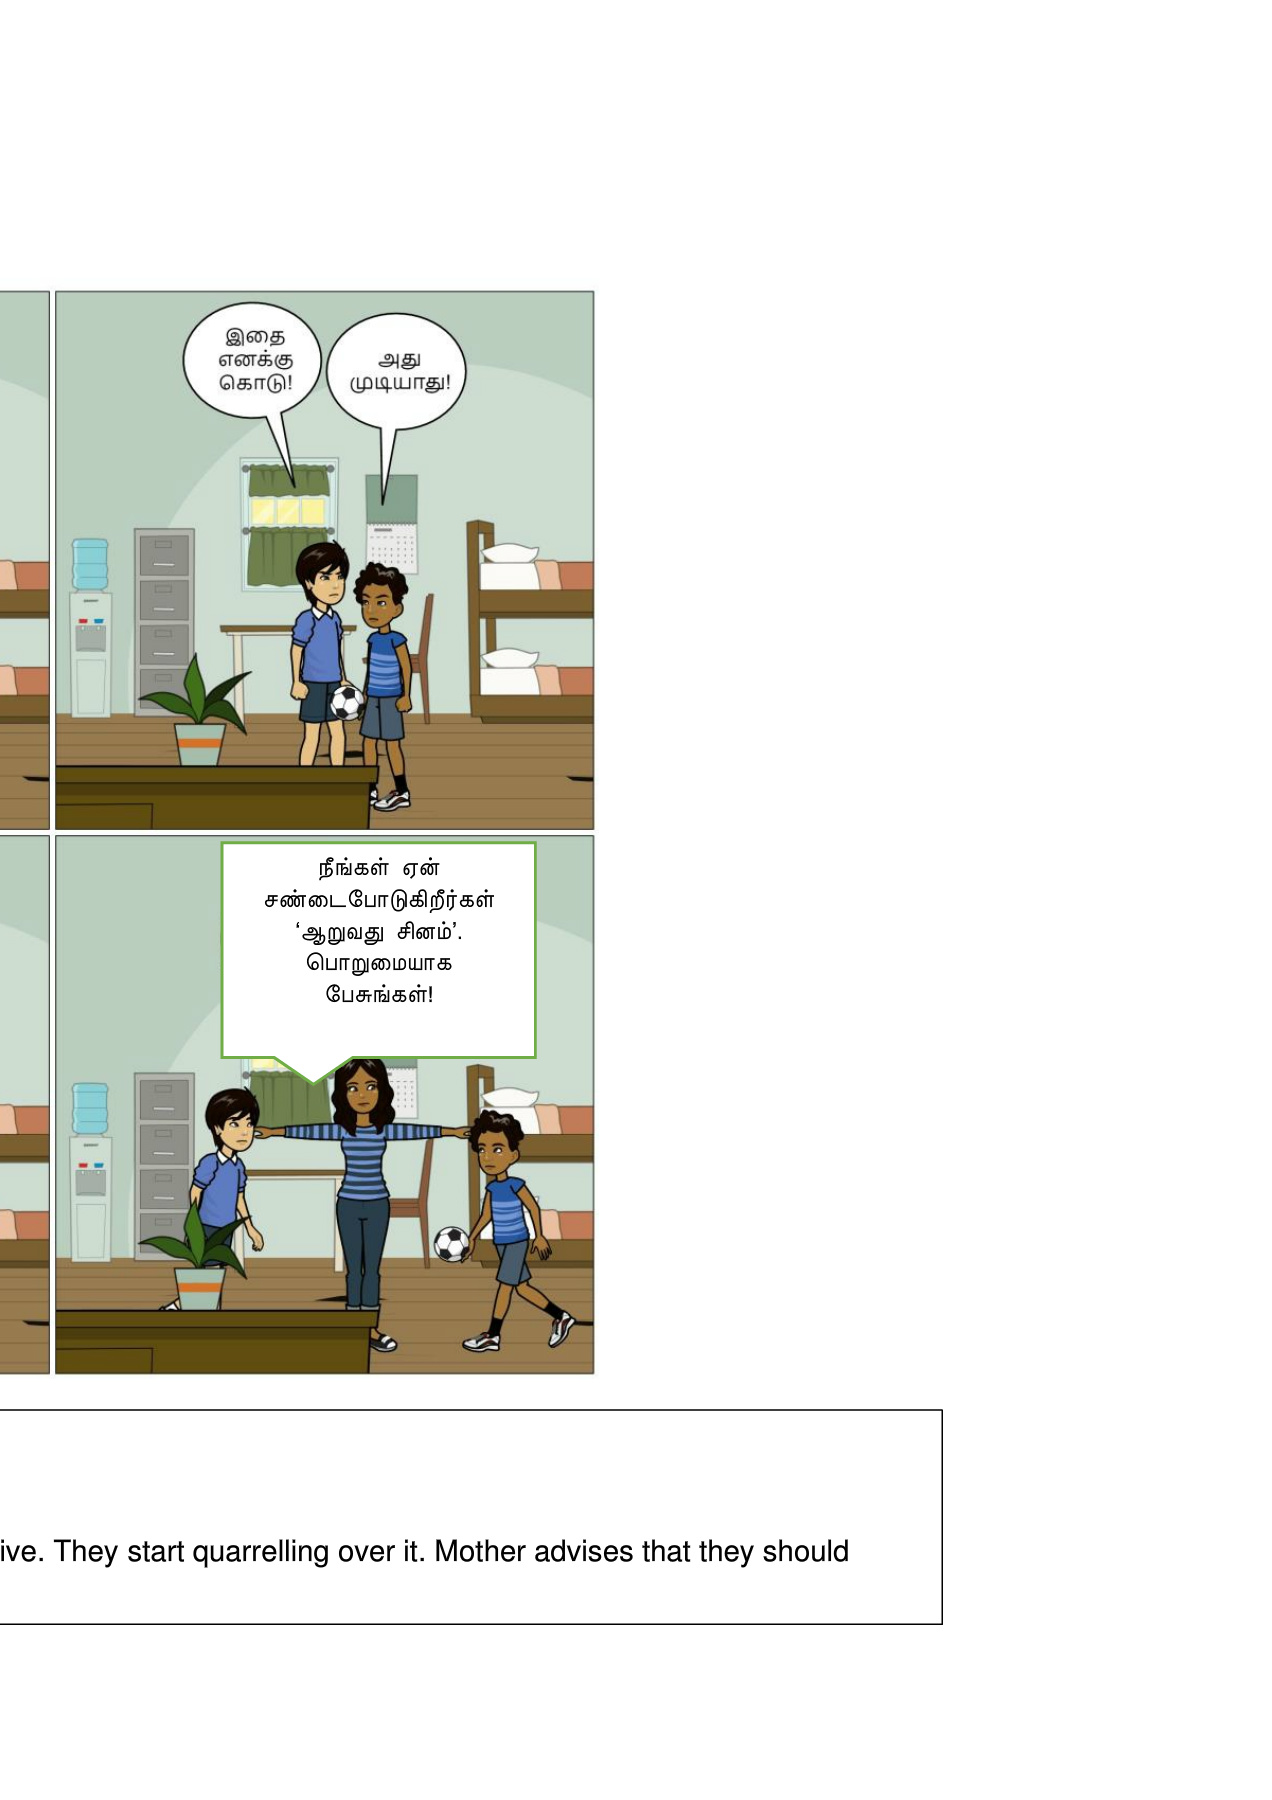 இதை
எனக்கு
கொடு!
அது
முடியாது!
நீங்கள் ஏன்
சண்டைபோடுகிறீர்கள்
‘ஆறுவது சினம்’.
பொறுமையாக
பேசுங்கள்!
ive. They start quarrelling over it. Mother advises that they should